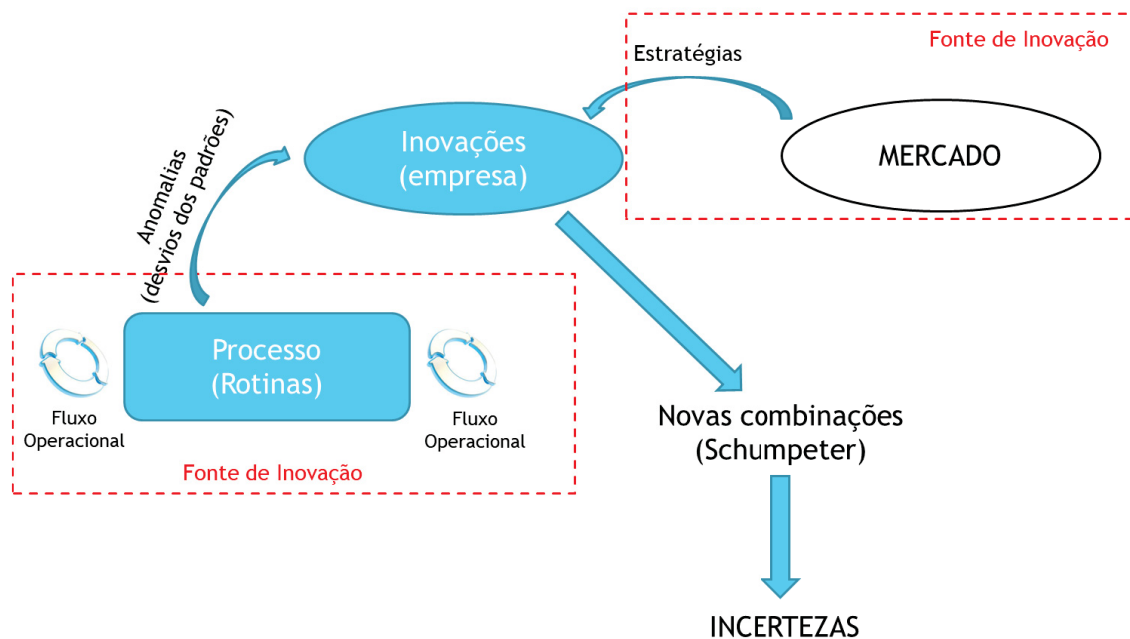 Fonte de Inovação
Estratégias
Inovações
(empresa)
MERCADO
Anomalias
(desvios dos padrões)
Processo
(Rotinas)
Fluxo
Operacional
Fluxo
Operacional
Fonte de Inovação
Novas combinações
(Schumpeter)
INCERTEZAS